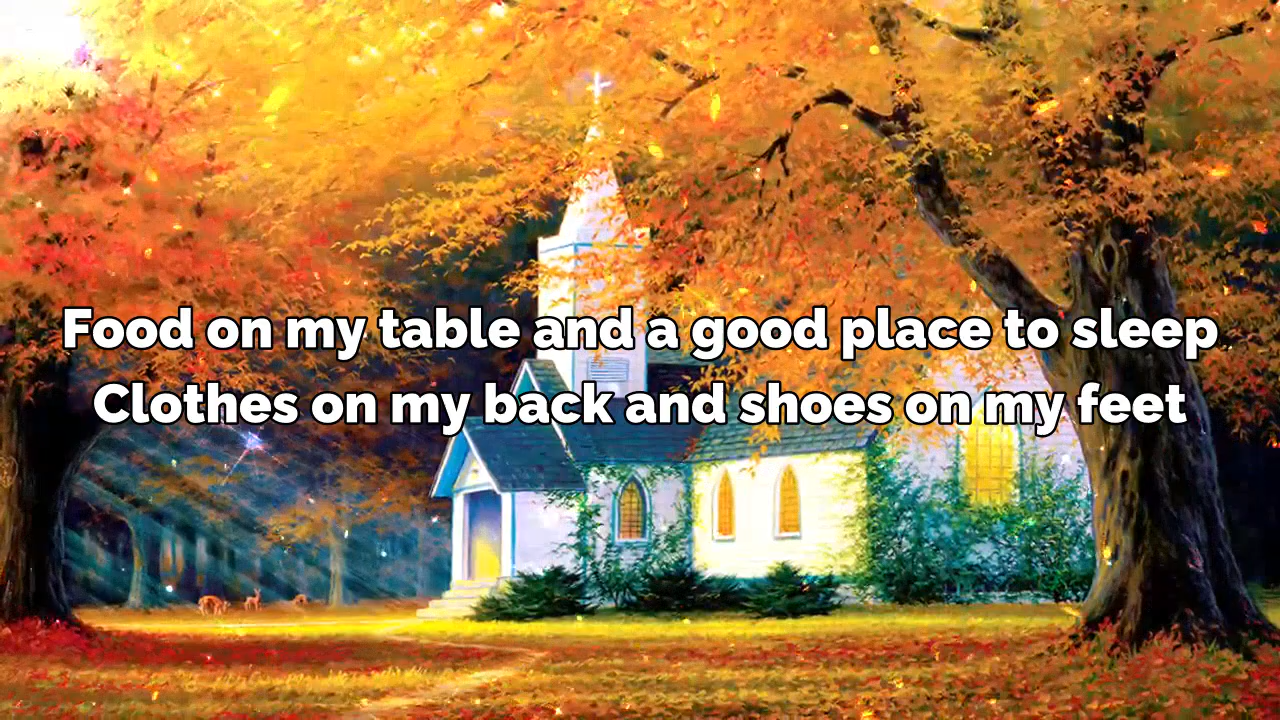 Food on my table and a good place to sleep
Clothes on my back and shoes on my feet